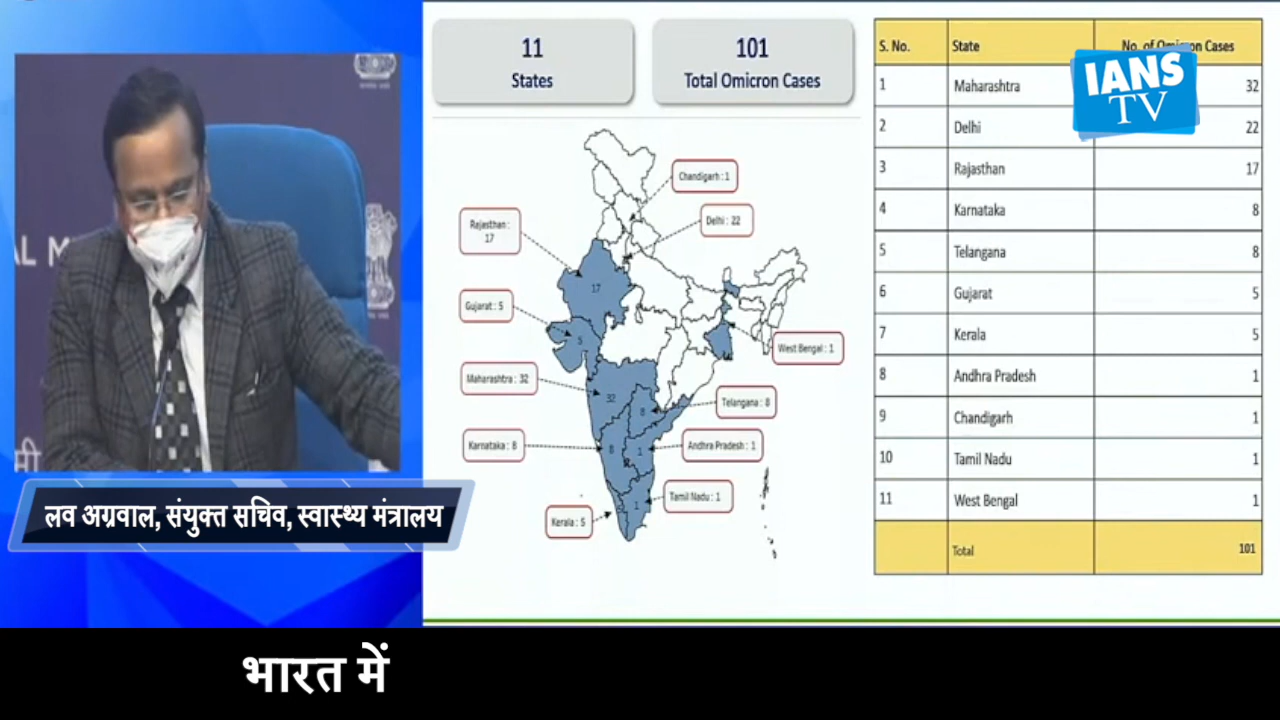 AL M
मी
लव अग्रवाल, संयुक्त सचिव, स्वास्थ्य मंत्रालय
11
States
101
Total Omicron Cases
Chandigarh : 1
Delhi : 22
Rajasthan :
17
17
Gujarat : 5
5
West Bengal : 1
Maharashtra : 32
32
Telangana : 8
8
Karnataka : 8
8
Andhra Pradesh : 1
1
Tamil Nadu : 1
1
Kerala : 5
S. No. State No. of Omicron Cases
1 Maharashtra 32
2 Delhi 22
3 Rajasthan 17
4 Karnataka 8
5 Telangana 8
6 Gujarat 5
7 Kerala 5
8 Andhra Pradesh 1
9 Chandigarh 1
10 Tamil Nadu 1
11 West Bengal 1
Total 101
IANS
TV
भारत में